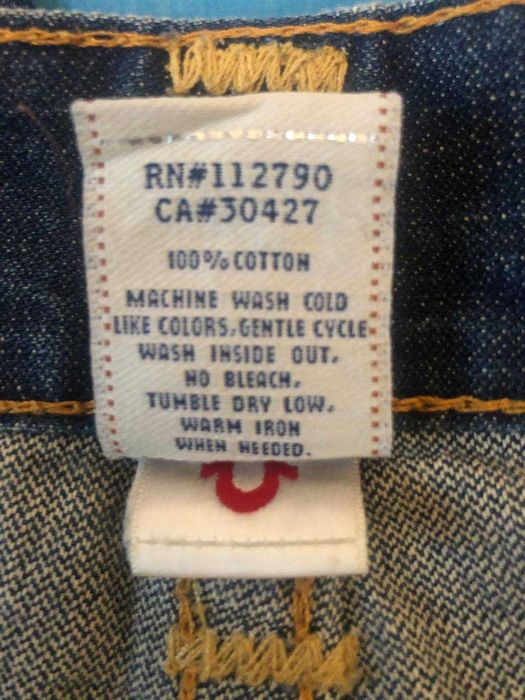 RN#112790
CA#30427
100% COTTON
MACHINE WASH COLD
LIKE COLORS, GENTLE CYCLE
WASH INSIDE OUT,
NO BLEACH,
TUMBLE DRY LOW,
WARM IRON
WHEN NEEDED.